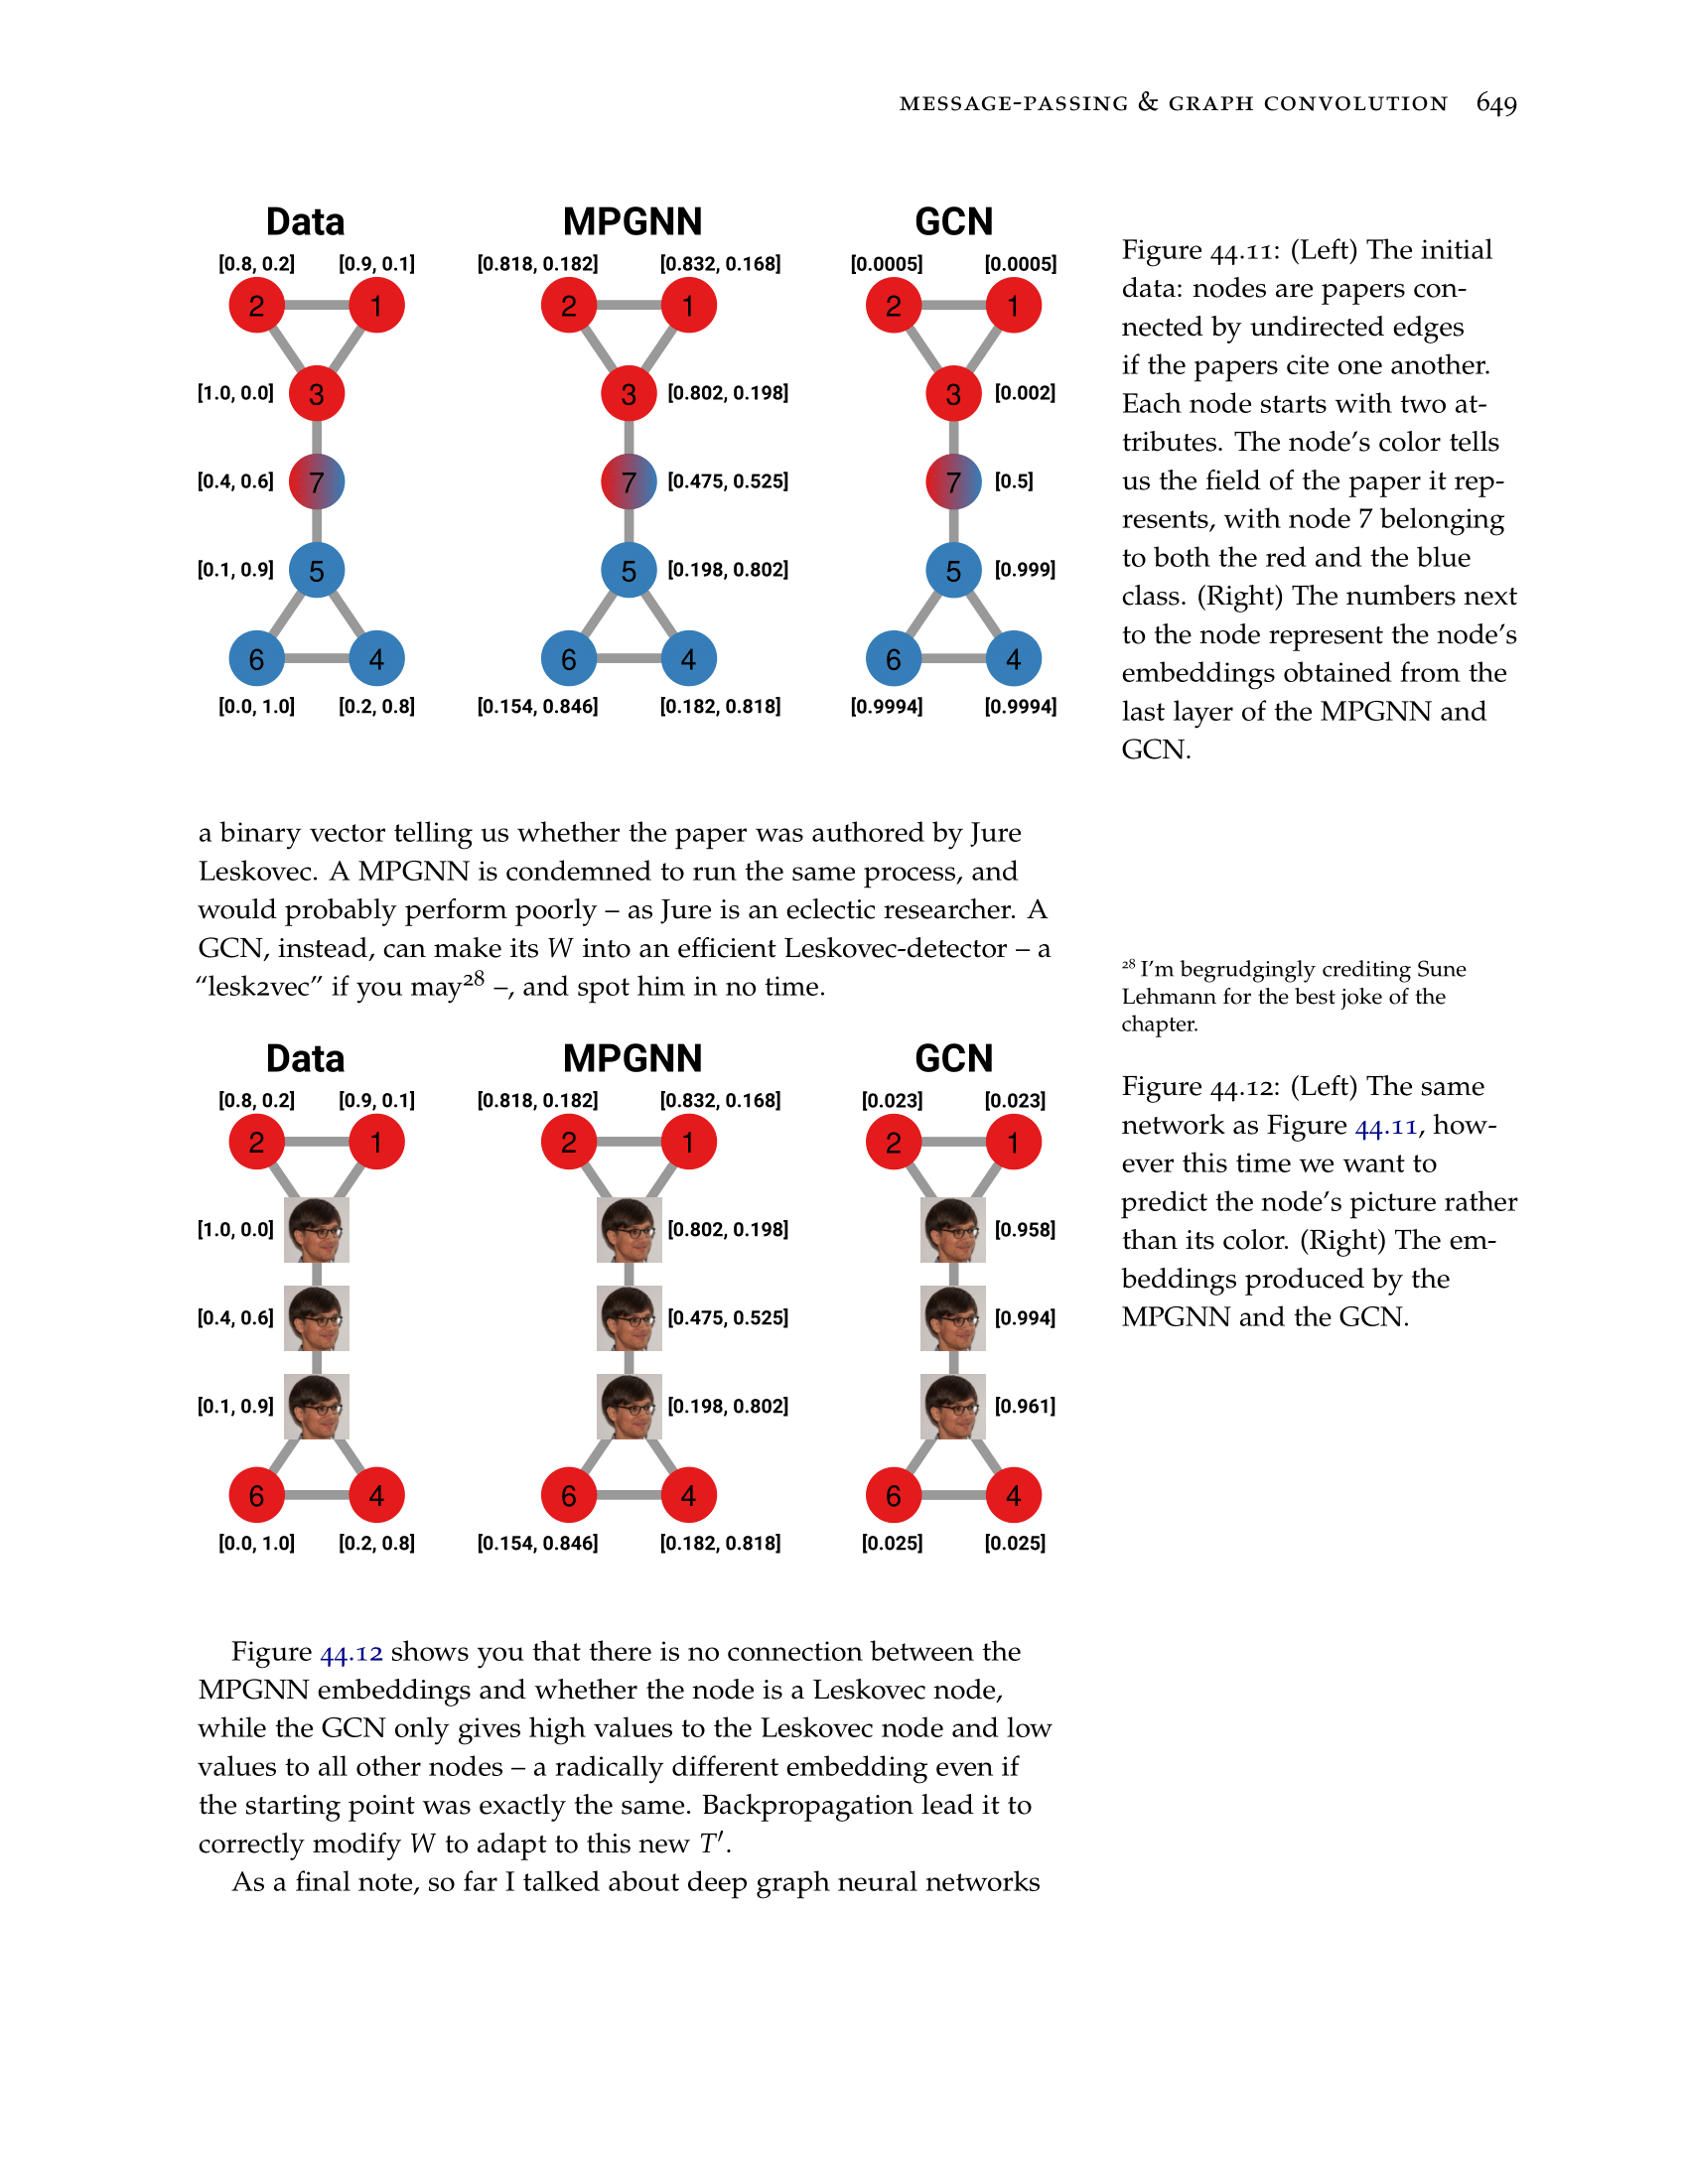 MESSAGE-PASSING & GRAPH CONVOLUTION 649
Data MPGNN GCN
[0.8, 0.2] [0.9, 0.1] [0.818, 0.182] [0.832, 0.168] [0.0005] [0.0005]
2 1 2 1 2 1
[1.0, 0.0] 3 3 [0.802, 0.198] 3 [0.002]
[0.4, 0.6] 7 7 [0.475, 0.525] 7 [0.5]
[0.1, 0.9] 5 5 [0.198, 0.802] 5 [0.999]
6 4 6 4 6 4
[0.0, 1.0] [0.2, 0.8] [0.154, 0.846] [0.182, 0.818] [0.9994] [0.9994]
Figure 44.11: (Left) The initial
data: nodes are papers con-
nected by undirected edges
if the papers cite one another.
Each node starts with two at-
tributes. The node's color tells
us the field of the paper it rep-
resents, with node 7 belonging
to both the red and the blue
class. (Right) The numbers next
to the node represent the node's
embeddings obtained from the
last layer of the MPGNN and
GCN.
a binary vector telling us whether the paper was authored by Jure
Leskovec. A MPGNN is condemned to run the same process, and
would probably perform poorly – as Jure is an eclectic researcher. A
GCN, instead, can make its W into an efficient Leskovec-detector – a
“lesk2vec” if you may28 –, and spot him in no time.
28 I'm begrudgingly crediting Sune
Lehmann for the best joke of the
chapter.
Data MPGNN GCN
[0.8, 0.2] [0.9, 0.1] [0.818, 0.182] [0.832, 0.168] [0.023] [0.023]
2 1 2 1 2 1
[1.0, 0.0] [0.802, 0.198] [0.958]
[0.4, 0.6] [0.475, 0.525] [0.994]
[0.1, 0.9] [0.198, 0.802] [0.961]
6 4 6 4 6 4
[0.0, 1.0] [0.2, 0.8] [0.154, 0.846] [0.182, 0.818] [0.025] [0.025]
Figure 44.12: (Left) The same
network as Figure 44.11, how-
ever this time we want to
predict the node's picture rather
than its color. (Right) The em-
beddings produced by the
MPGNN and the GCN.
Figure 44.12 shows you that there is no connection between the
MPGNN embeddings and whether the node is a Leskovec node,
while the GCN only gives high values to the Leskovec node and low
values to all other nodes – a radically different embedding even if
the starting point was exactly the same. Backpropagation lead it to
correctly modify W to adapt to this new T′.
As a final note, so far I talked about deep graph neural networks